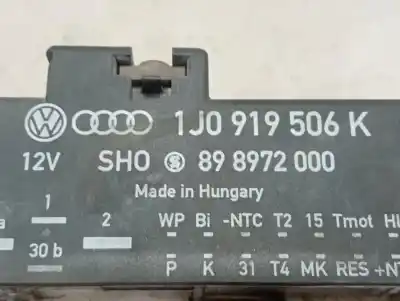 1J0 919 506 K
12V SHO 89 8972 000
Made in Hungary
1 2 WP Bi -NTC T2 15 Tmot
30 b P K 31 T4 MK RES +NT